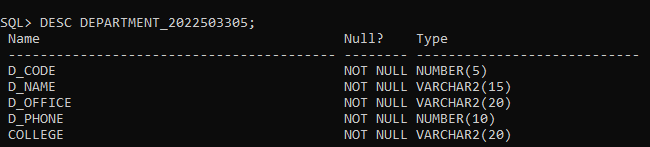 SQL> DESC DEPARTMENT_2022503305;
 Name                                      Null?    Type
 ----------------------------------------- -------- ----------------------------
 D_CODE                                    NOT NULL NUMBER(5)
 D_NAME                                    NOT NULL VARCHAR2(15)
 D_OFFICE                                  NOT NULL VARCHAR2(20)
 D_PHONE                                   NOT NULL NUMBER(10)
 COLLEGE                                   NOT NULL VARCHAR2(20)